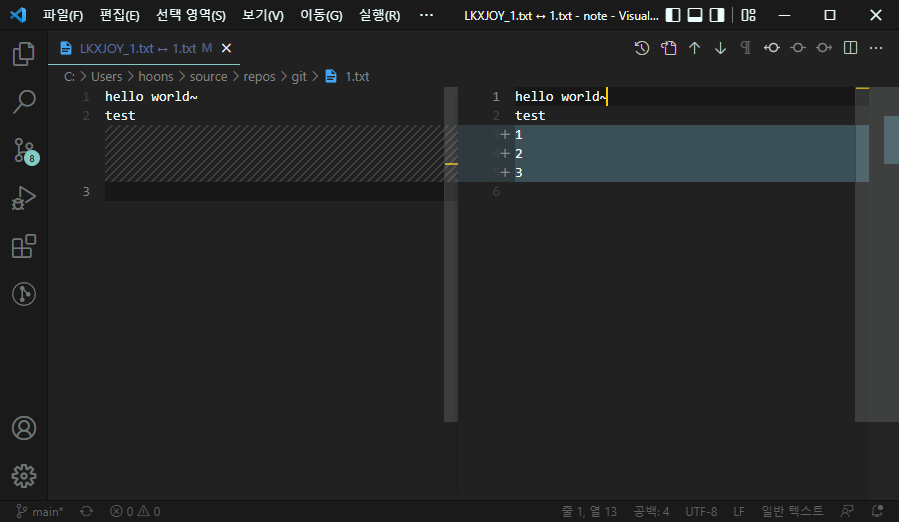 파일(F) 편집(E) 선택 영역(S) 보기(V) 이동(G) 실행(R) ··· LKXJOY_1.txt ↔ 1.txt - note - Visual...
LKXJOY_1.txt ↔ 1.txt M
C: > Users > hoons > source > repos > git > 1.txt
1 hello world~
2 test
3
1 hello world~
2 test
3 + 1
4 + 2
5 + 3
6
8
main* 0 0 줄 1, 열 13 공백: 4 UTF-8 LF 일반 텍스트